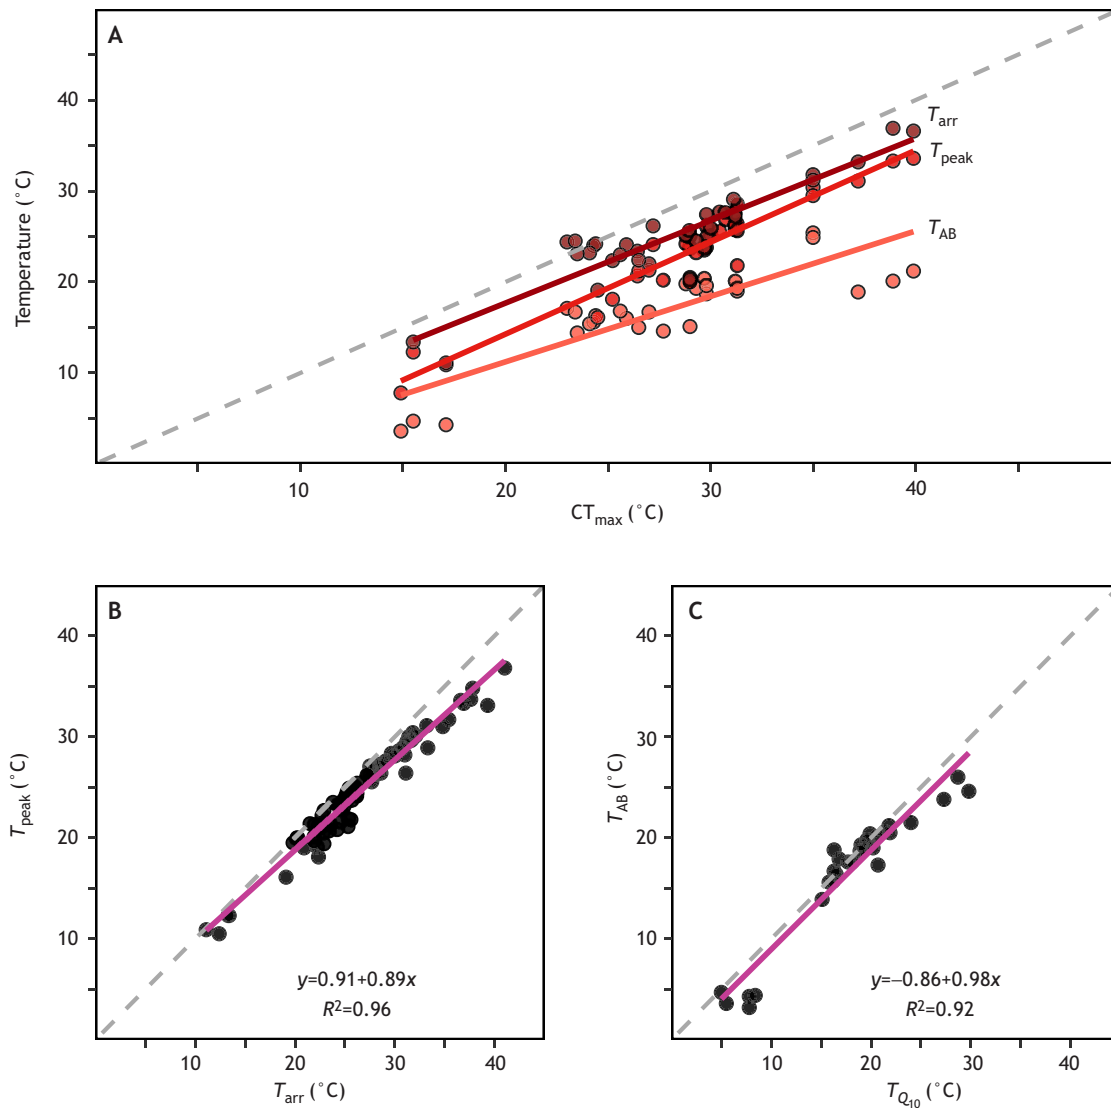 A
Temperature (°C)
40
30
20
10
T_arr
T_peak
T_AB
10 20 30 40
CT_max (°C)
B
T_peak (°C)
40
30
20
10
y=0.91+0.89x
R²=0.96
10 20 30 40
T_arr (°C)
C
T_AB (°C)
40
30
20
10
y=−0.86+0.98x
R²=0.92
10 20 30 40
T_Q₁₀ (°C)